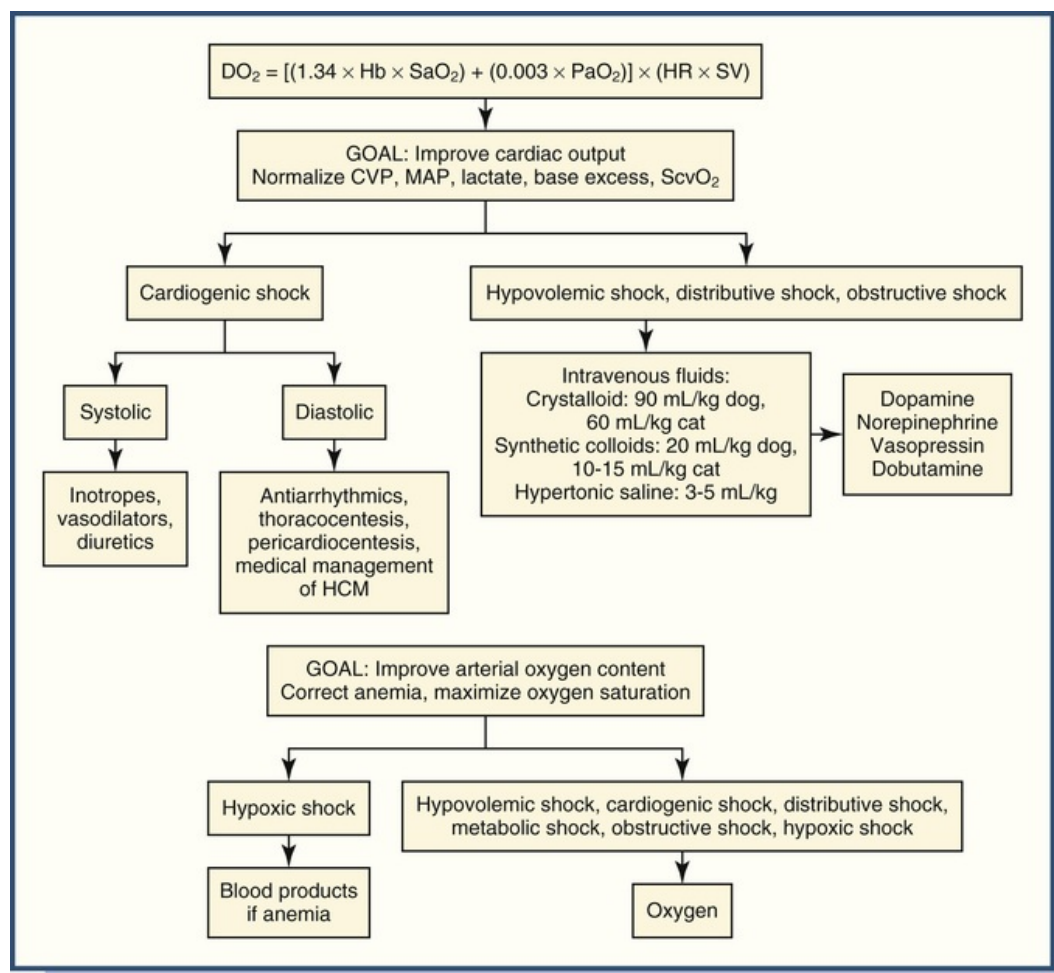 DO₂ = [(1.34 × Hb × SaO₂) + (0.003 × PaO₂)] × (HR × SV)
GOAL: Improve cardiac output
Normalize CVP, MAP, lactate, base excess, ScvO₂
Cardiogenic shock
Hypovolemic shock, distributive shock, obstructive shock
Systolic
Diastolic
Inotropes,
vasodilators,
diuretics
Antiarrhythmics,
thoracocentesis,
pericardiocentesis,
medical management
of HCM
Intravenous fluids:
Crystalloid: 90 mL/kg dog,
60 mL/kg cat
Synthetic colloids: 20 mL/kg dog,
10-15 mL/kg cat
Hypertonic saline: 3-5 mL/kg
Dopamine
Norepinephrine
Vasopressin
Dobutamine
GOAL: Improve arterial oxygen content
Correct anemia, maximize oxygen saturation
Hypoxic shock
Hypovolemic shock, cardiogenic shock, distributive shock,
metabolic shock, obstructive shock, hypoxic shock
Blood products
if anemia
Oxygen